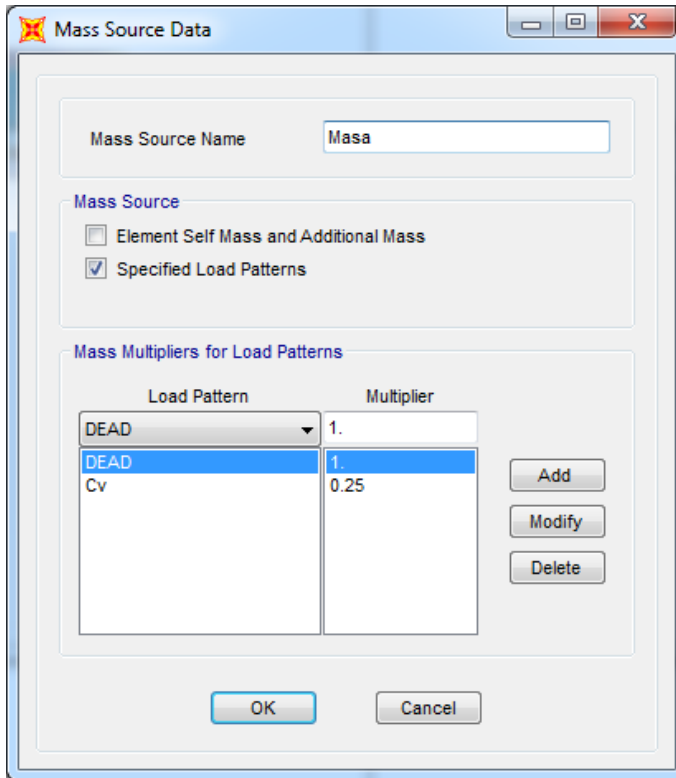 Mass Source Data
Mass Source Name Masa
Mass Source
Element Self Mass and Additional Mass
Specified Load Patterns
Mass Multipliers for Load Patterns
Load Pattern Multiplier
DEAD 1.
DEAD 1.
Cv 0.25
Add
Modify
Delete
OK Cancel